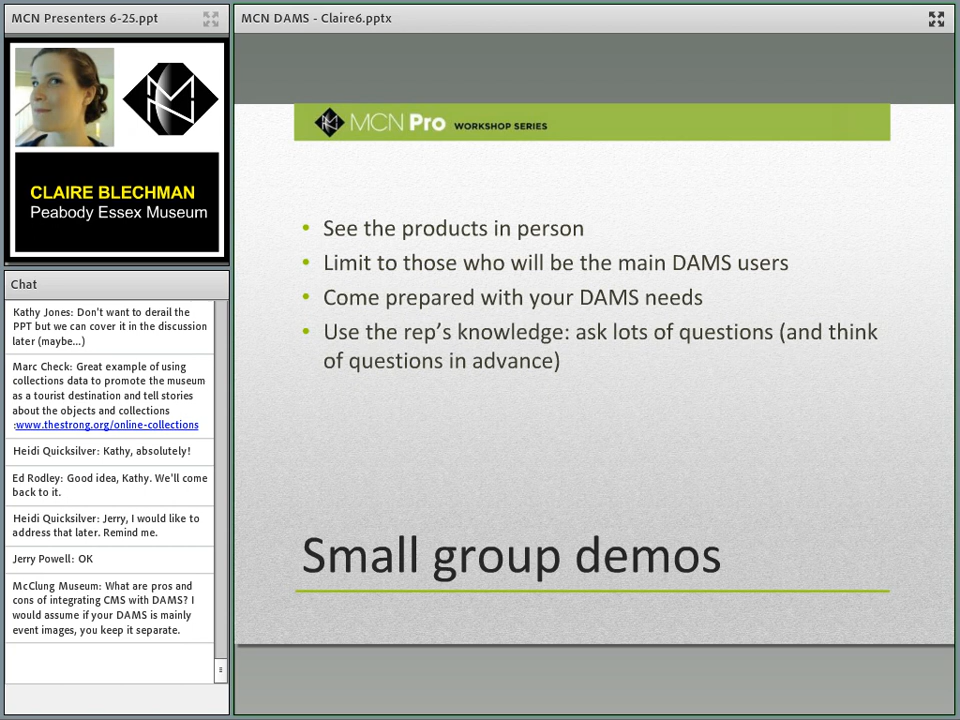 MCN Presenters 6-25.ppt
CLAIRE BLECHMAN
Peabody Essex Museum
Chat
Kathy Jones: Don't want to derail the
PPT but we can cover it in the discussion
later (maybe...)
Marc Check: Great example of using
collections data to promote the museum
as a tourist destination and tell stories
about the objects and collections
:www.thestrong.org/online-collections
Heidi Quicksilver: Kathy, absolutely!
Ed Rodley: Good idea, Kathy. We'll come
back to it.
Heidi Quicksilver: Jerry, I would like to
address that later. Remind me.
Jerry Powell: OK
McClung Museum: What are pros and
cons of integrating CMS with DAMS? I
would assume if your DAMS is mainly
event images, you keep it separate.
MCN DAMS - Claire6.pptx
MCN Pro WORKSHOP SERIES
• See the products in person
• Limit to those who will be the main DAMS users
• Come prepared with your DAMS needs
• Use the rep's knowledge: ask lots of questions (and think
of questions in advance)
Small group demos